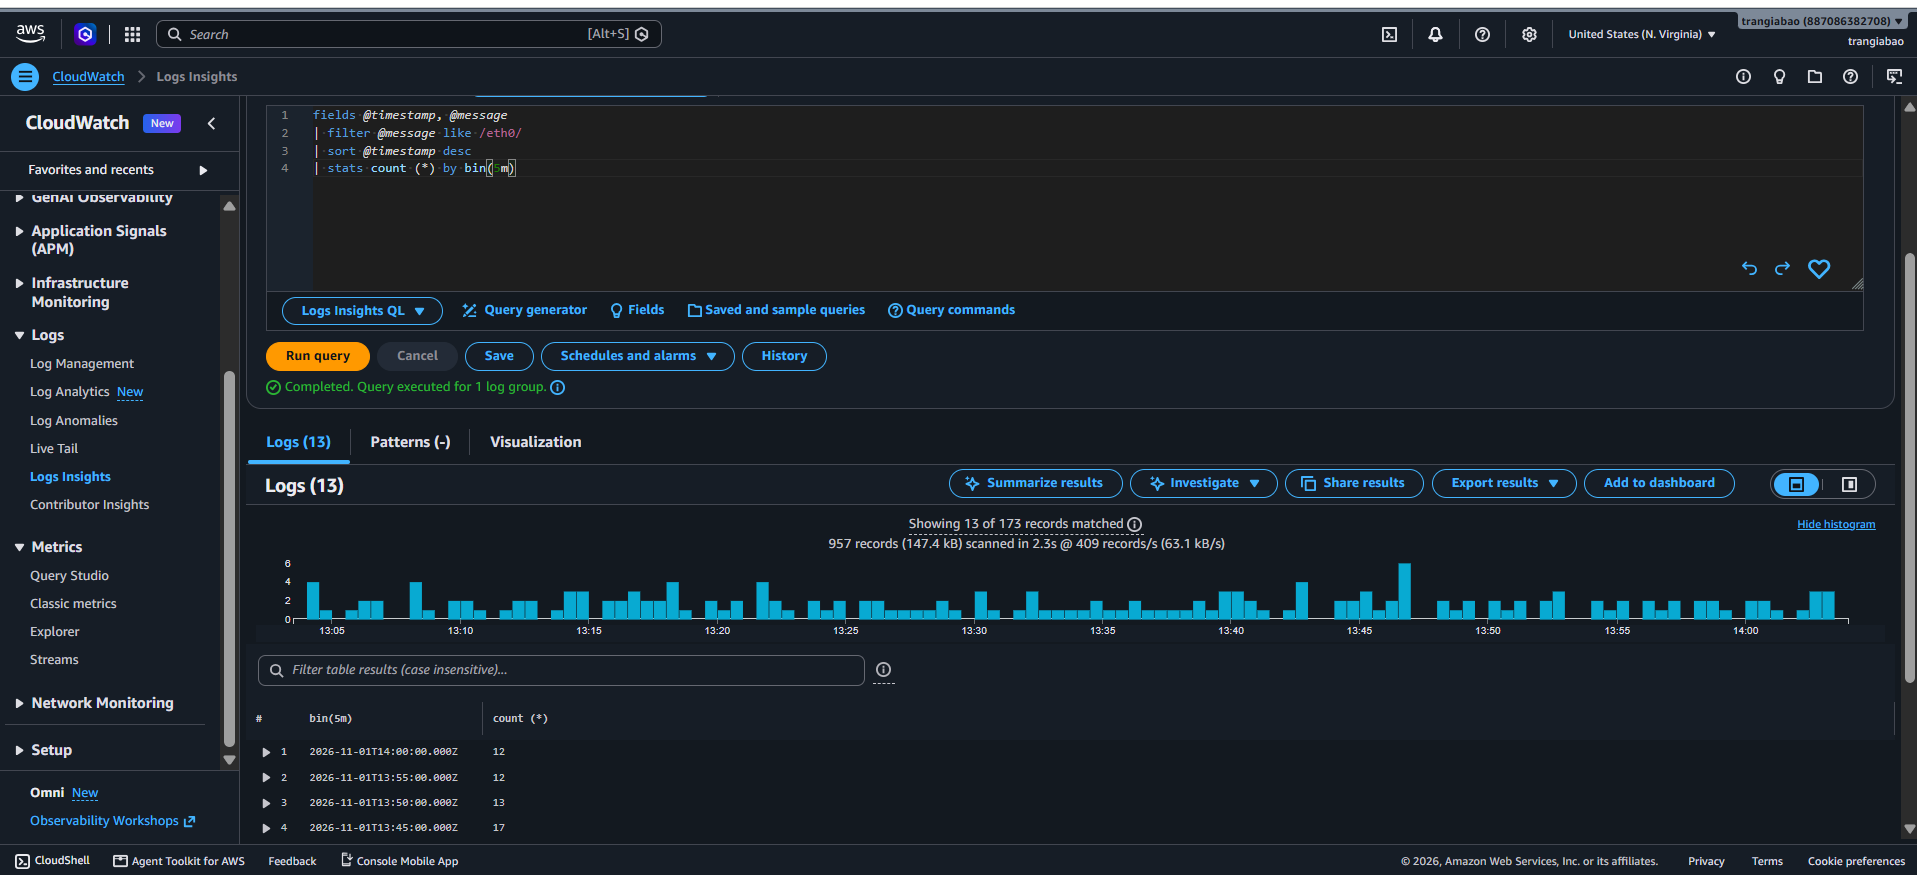 aws
Search [Alt+S]
United States (N. Virginia)
trangiabao (887086382708)
trangiabao
CloudWatch > Logs Insights
CloudWatch New
Favorites and recents
GenAI Observability
Application Signals
(APM)
Infrastructure
Monitoring
Logs
Log Management
Log Analytics New
Log Anomalies
Live Tail
Logs Insights
Contributor Insights
Metrics
Query Studio
Classic metrics
Explorer
Streams
Network Monitoring
Setup
Omni New
Observability Workshops
1 fields @timestamp, @message
2 | filter @message like /eth0/
3 | sort @timestamp desc
4 | stats count (*) by bin(5m)
Logs Insights QL Query generator Fields Saved and sample queries Query commands
Run query Cancel Save Schedules and alarms History
Completed. Query executed for 1 log group.
Logs (13) Patterns (-) Visualization
Logs (13) Summarize results Investigate Share results Export results Add to dashboard
Showing 13 of 173 records matched
Hide histogram
957 records (147.4 kB) scanned in 2.3s @ 409 records/s (63.1 kB/s)
6
4
2
0
13:05 13:10 13:15 13:20 13:25 13:30 13:35 13:40 13:45 13:50 13:55 14:00
Filter table results (case insensitive)...
# bin(5m) count (*)
1 2026-11-01T14:00:00.000Z 12
2 2026-11-01T13:55:00.000Z 12
3 2026-11-01T13:50:00.000Z 13
4 2026-11-01T13:45:00.000Z 17
CloudShell Agent Toolkit for AWS Feedback Console Mobile App
© 2026, Amazon Web Services, Inc. or its affiliates. Privacy Terms Cookie preferences